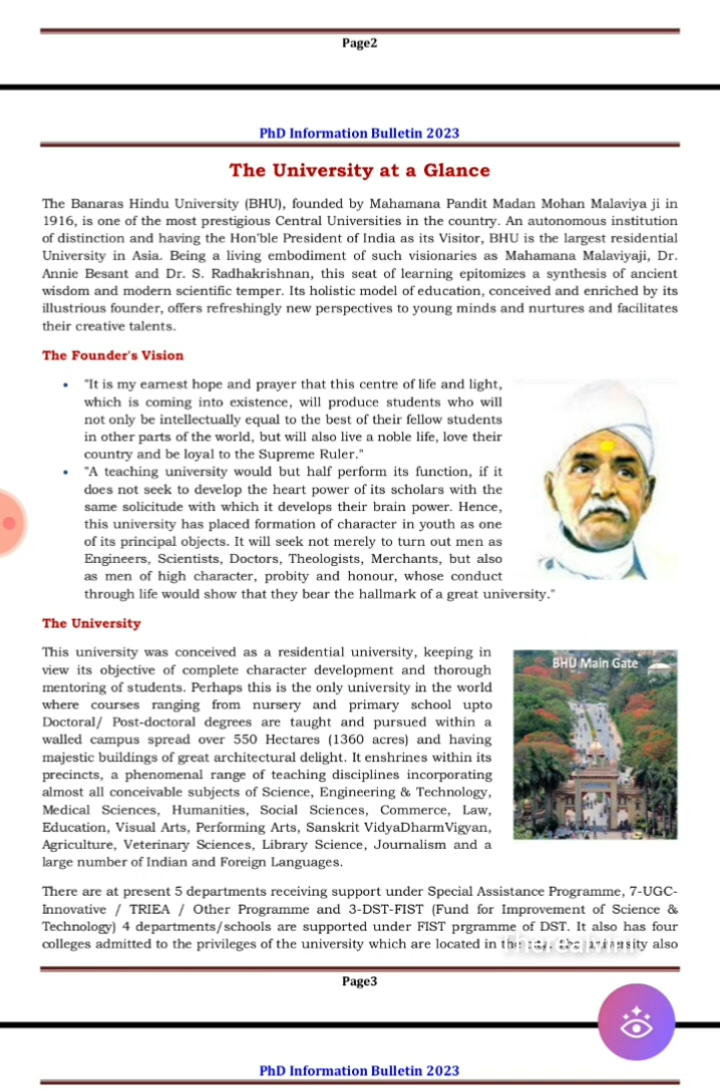 Page2
PhD Information Bulletin 2023
The University at a Glance
The Banaras Hindu University (BHU), founded by Mahamana Pandit Madan Mohan Malaviya ji in
1916, is one of the most prestigious Central Universities in the country. An autonomous institution
of distinction and having the Hon'ble President of India as its Visitor, BHU is the largest residential
University in Asia. Being a living embodiment of such visionaries as Mahamana Malaviyaji, Dr.
Annie Besant and Dr. S. Radhakrishnan, this seat of learning epitomizes a synthesis of ancient
wisdom and modern scientific temper. Its holistic model of education, conceived and enriched by its
illustrious founder, offers refreshingly new perspectives to young minds and nurtures and facilitates
their creative talents.
The Founder's Vision
• "It is my earnest hope and prayer that this centre of life and light,
which is coming into existence, will produce students who will
not only be intellectually equal to the best of their fellow students
in other parts of the world, but will also live a noble life, love their
country and be loyal to the Supreme Ruler."
• "A teaching university would but half perform its function, if it
does not seek to develop the heart power of its scholars with the
same solicitude with which it develops their brain power. Hence,
this university has placed formation of character in youth as one
of its principal objects. It will seek not merely to turn out men as
Engineers, Scientists, Doctors, Theologists, Merchants, but also
as men of high character, probity and honour, whose conduct
through life would show that they bear the hallmark of a great university."
The University
This university was conceived as a residential university, keeping in
view its objective of complete character development and thorough
mentoring of students. Perhaps this is the only university in the world
where courses ranging from nursery and primary school upto
Doctoral/ Post-doctoral degrees are taught and pursued within a
walled campus spread over 550 Hectares (1360 acres) and having
majestic buildings of great architectural delight. It enshrines within its
precincts, a phenomenal range of teaching disciplines incorporating
almost all conceivable subjects of Science, Engineering & Technology,
Medical Sciences, Humanities, Social Sciences, Commerce, Law,
Education, Visual Arts, Performing Arts, Sanskrit VidyaDharmVigyan,
Agriculture, Veterinary Sciences, Library Science, Journalism and a
large number of Indian and Foreign Languages.
BHU Main Gate
There are at present 5 departments receiving support under Special Assistance Programme, 7-UGC-
Innovative / TRIEA / Other Programme and 3-DST-FIST (Fund for Improvement of Science &
Technology) 4 departments/schools are supported under FIST prgramme of DST. It also has four
colleges admitted to the privileges of the university which are located in the also
Page3
PhD Information Bulletin 2023